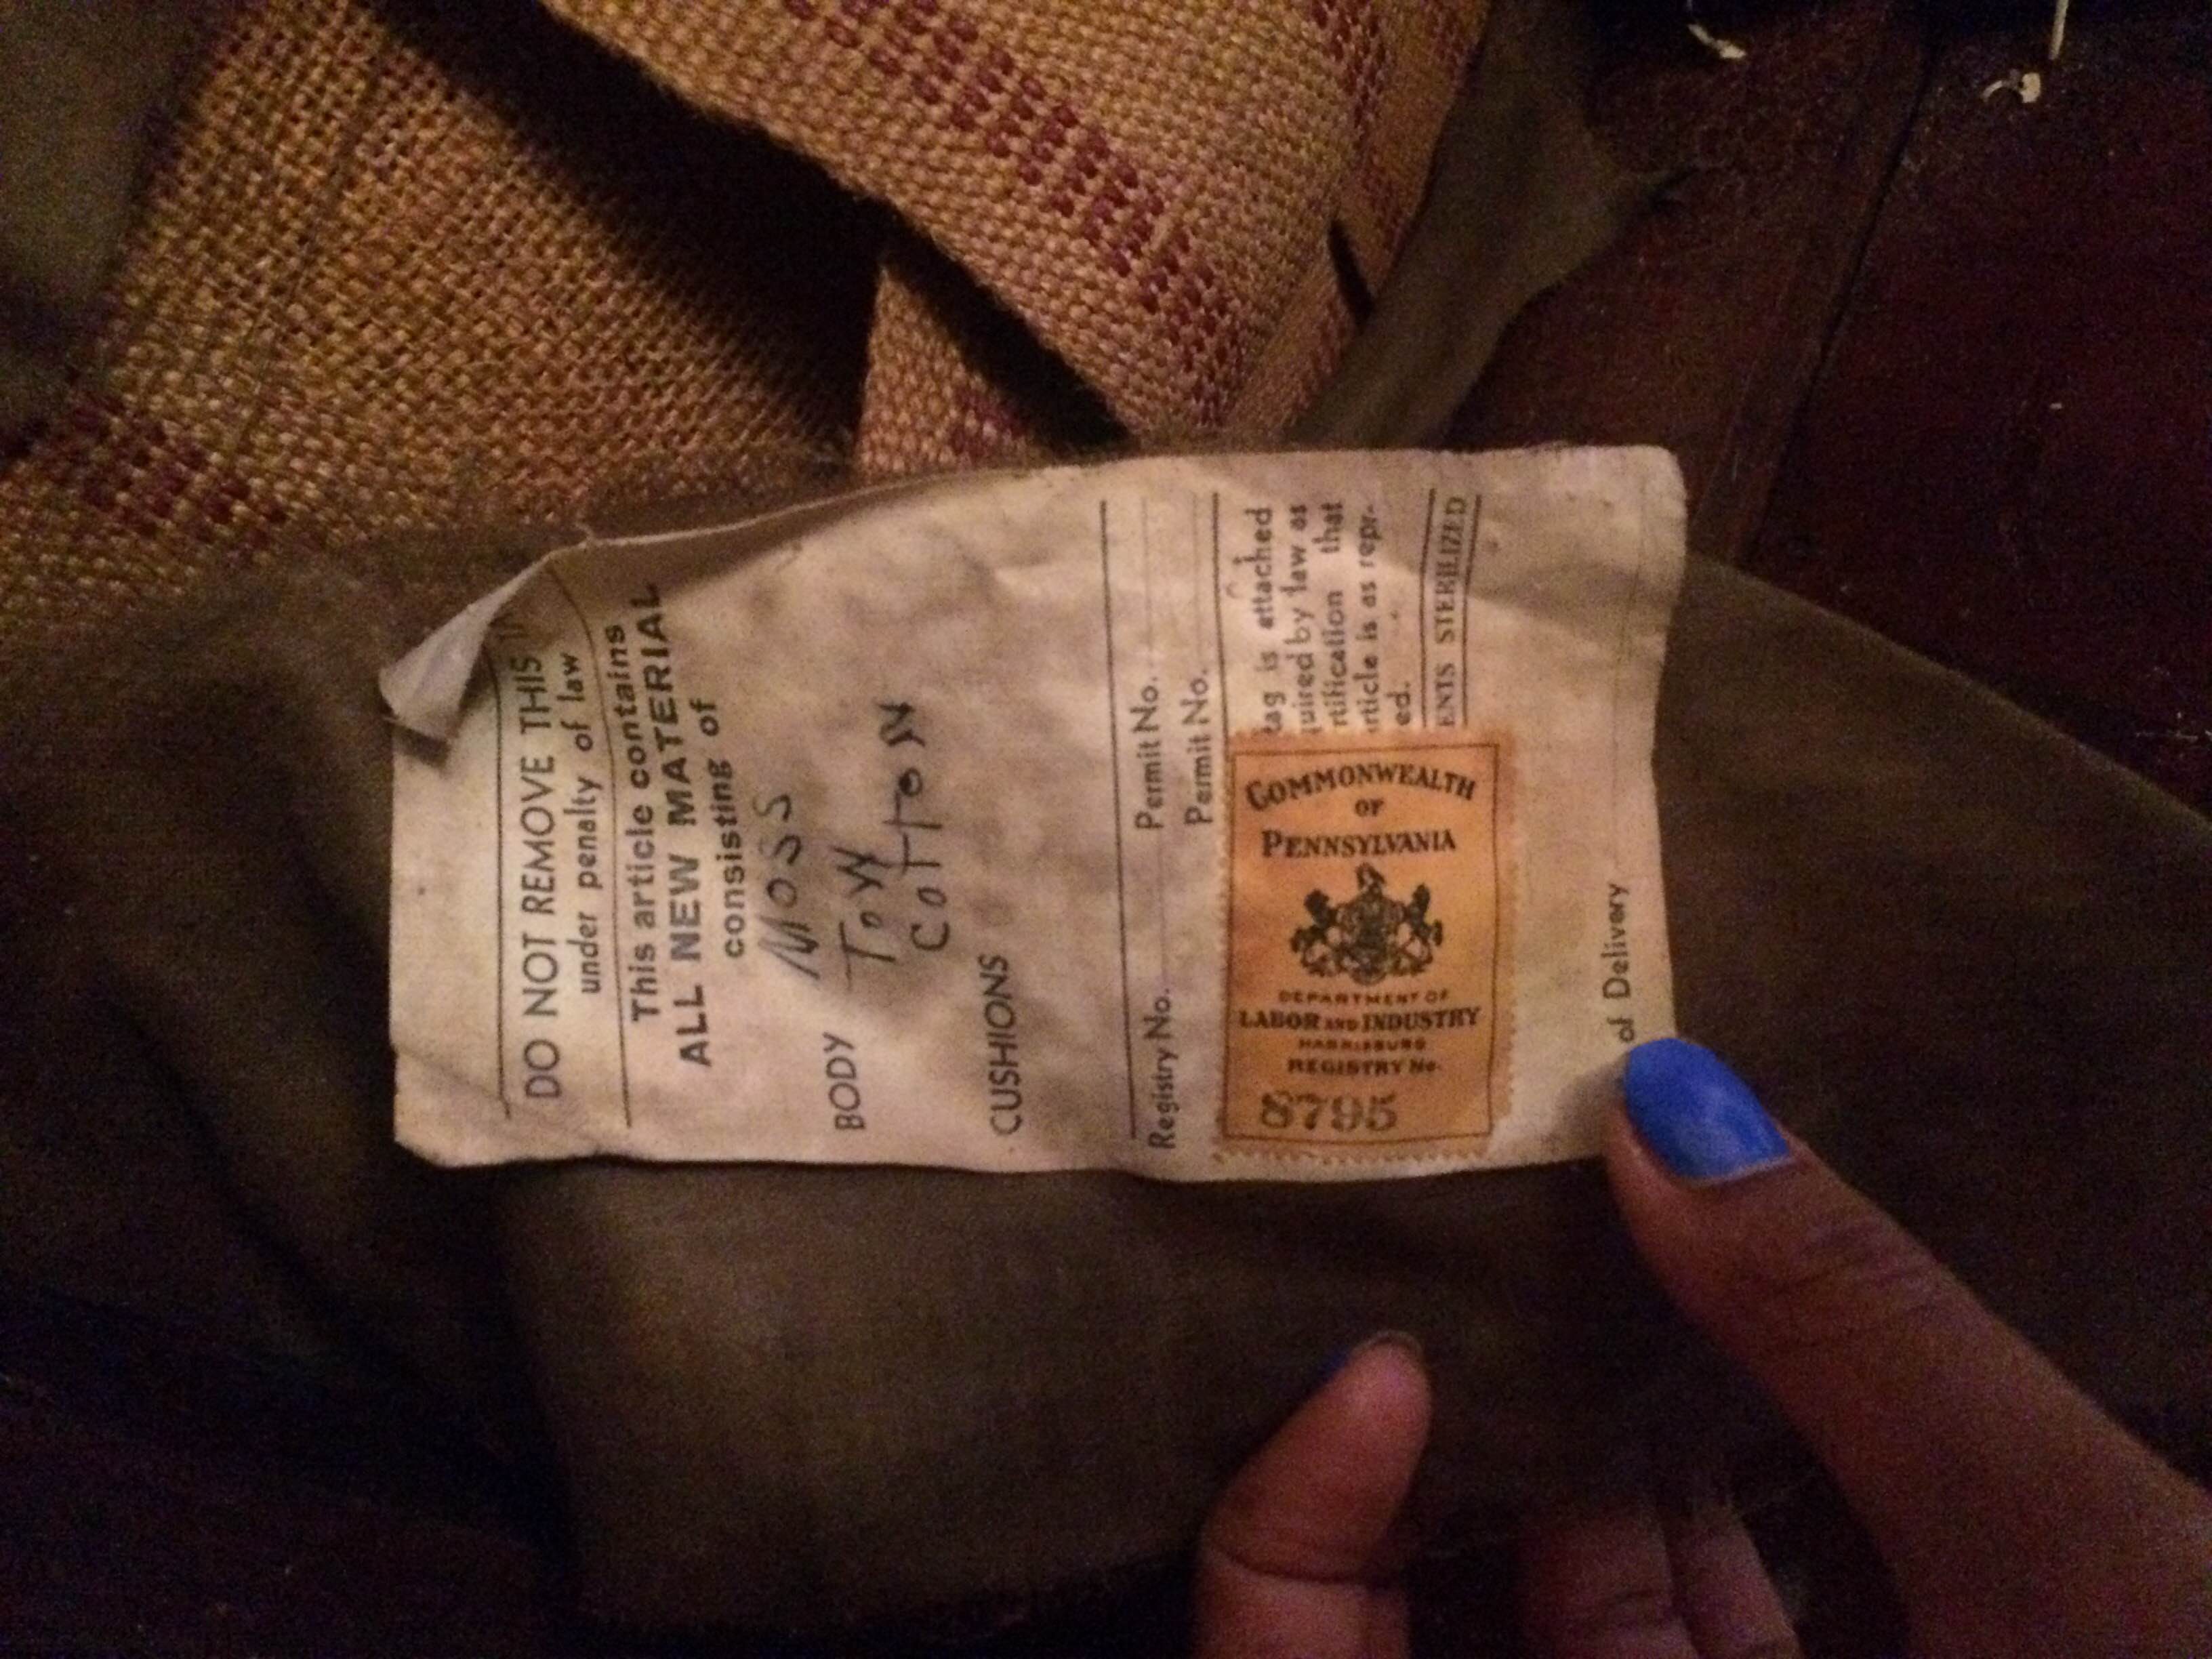 DO NOT REMOVE THIS
under penalty of law
This article contains
ALL NEW MATERIAL
consisting of
MOSS
BODY TOW
COTTON
CUSHIONS
Registry No. Permit No.
Permit No.
tag is attached
quired by law as
rtification that
rticle is as repr-
ed.
ENTS STERILIZED
COMMONWEALTH
OF
PENNSYLVANIA
DEPARTMENT OF
LABOR AND INDUSTRY
HARRISBURG
REGISTRY No.
8795
of Delivery